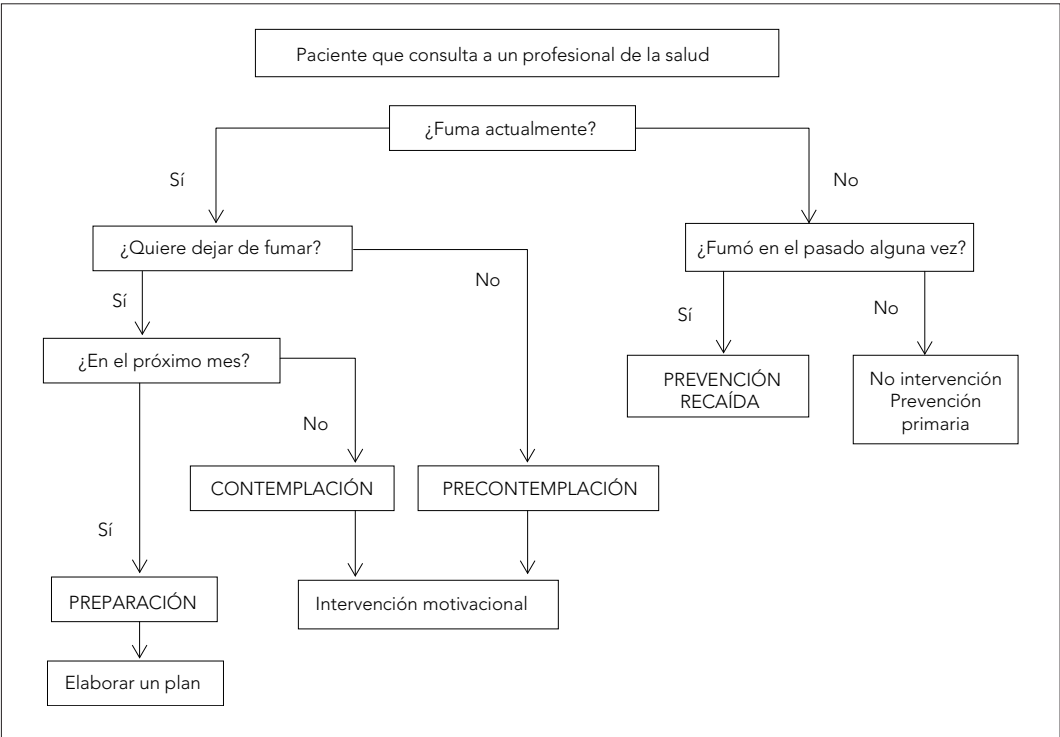 Paciente que consulta a un profesional de la salud
¿Fuma actualmente?
Sí
No
¿Quiere dejar de fumar?
¿Fumó en el pasado alguna vez?
Sí
No
Sí
No
¿En el próximo mes?
PREVENCIÓN
RECAÍDA
No intervención
Prevención
primaria
No
CONTEMPLACIÓN
PRECONTEMPLACIÓN
Sí
PREPARACIÓN
Intervención motivacional
Elaborar un plan